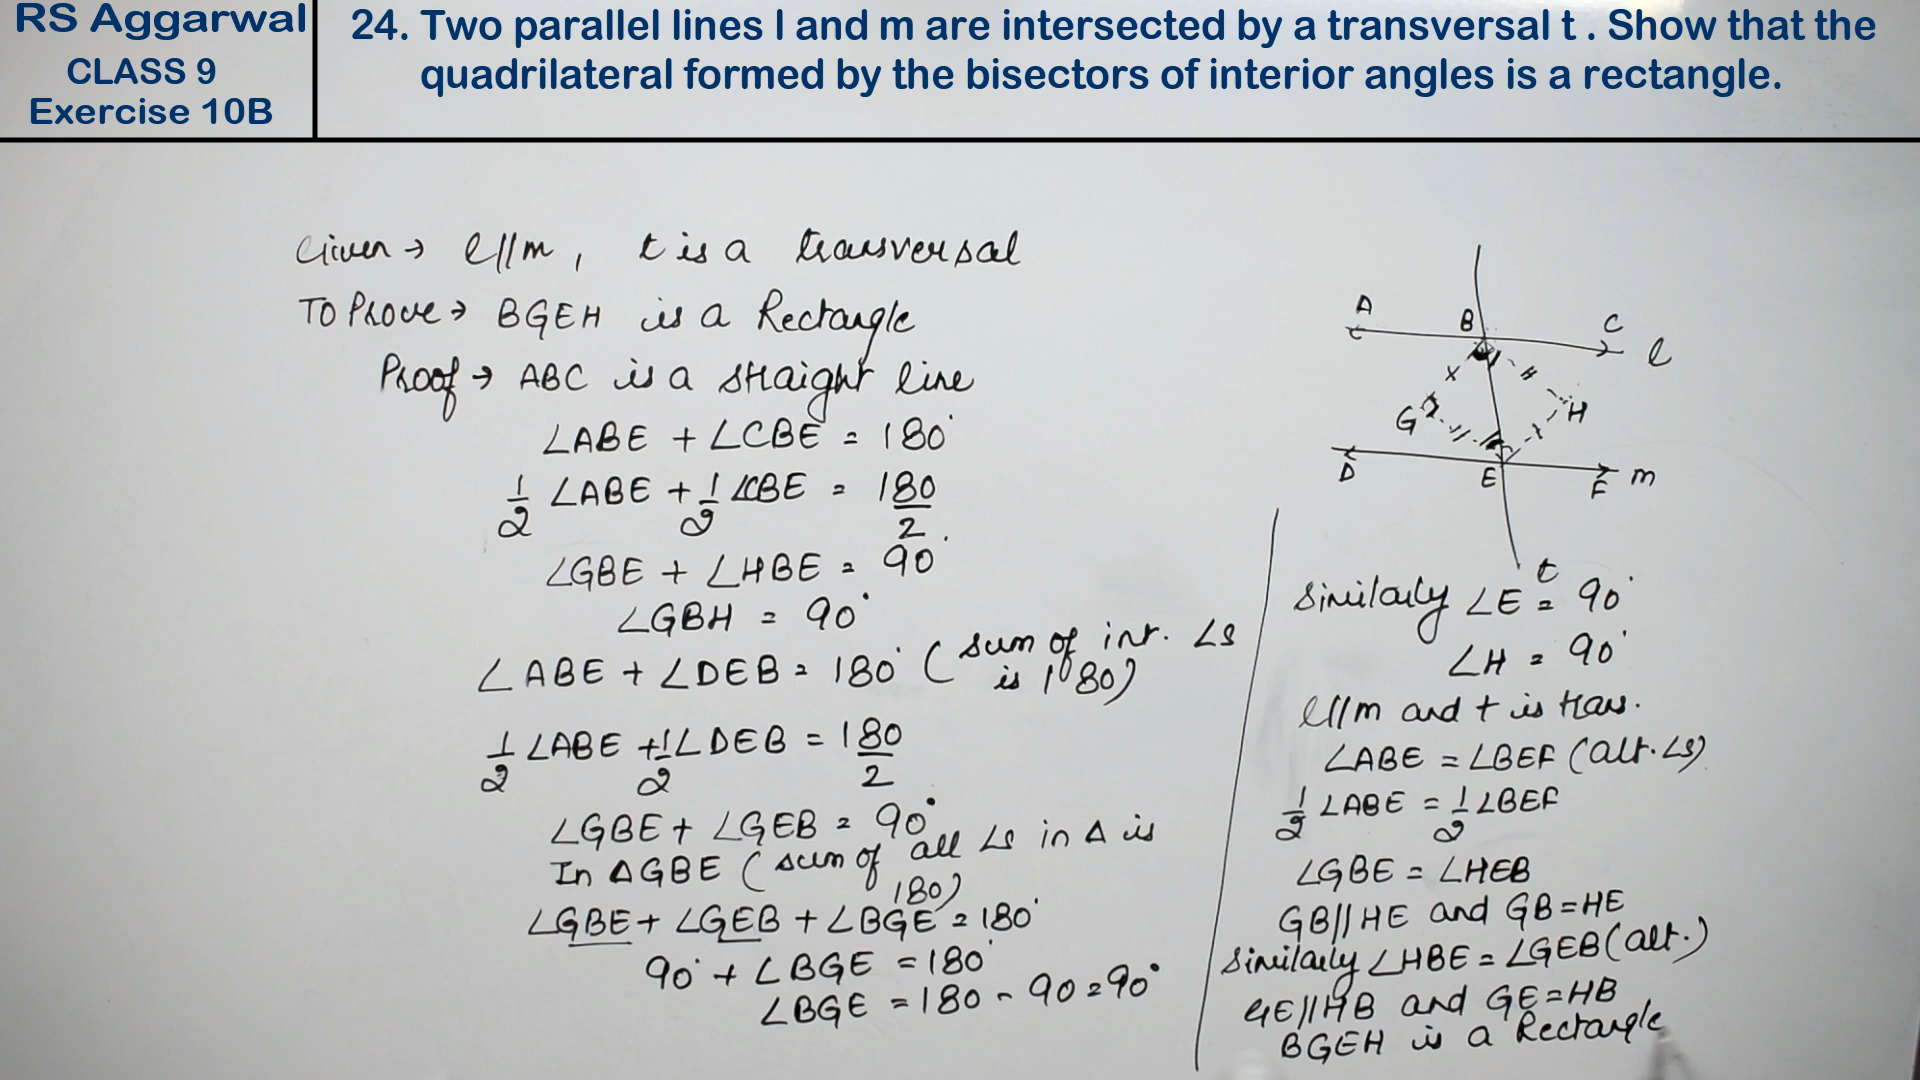 RS Aggarwal
CLASS 9
Exercise 10B
24. Two parallel lines l and m are intersected by a transversal t . Show that the
quadrilateral formed by the bisectors of interior angles is a rectangle.
Given → l||m, t is a transversal
To Prove → BGEH is a Rectangle
Proof → ABC is a straight line
∠ABE + ∠CBE = 180°
1/2 ∠ABE + 1/2 ∠CBE = 180/2
∠GBE + ∠HBE = 90°
∠GBH = 90°
∠ABE + ∠DEB = 180° (sum of int. ∠s
is 180)
1/2 ∠ABE + 1/2 ∠DEB = 180/2
∠GBE + ∠GEB = 90°
In ∆GBE (sum of all ∠s in ∆ is
180)
∠GBE + ∠GEB + ∠BGE = 180°
90° + ∠BGE = 180°
∠BGE = 180 - 90 = 90°
A
B
C
l
x
G
H
D
E
F
m
t
Similarly ∠E = 90°
∠H = 90°
l||m and t is trans.
∠ABE = ∠BEF (alt. ∠s)
1/2 ∠ABE = 1/2 ∠BEF
∠GBE = ∠HEB
GB||HE and GB=HE
Similarly ∠HBE = ∠GEB (alt.)
GE||HB and GE=HB
BGEH is a Rectangle